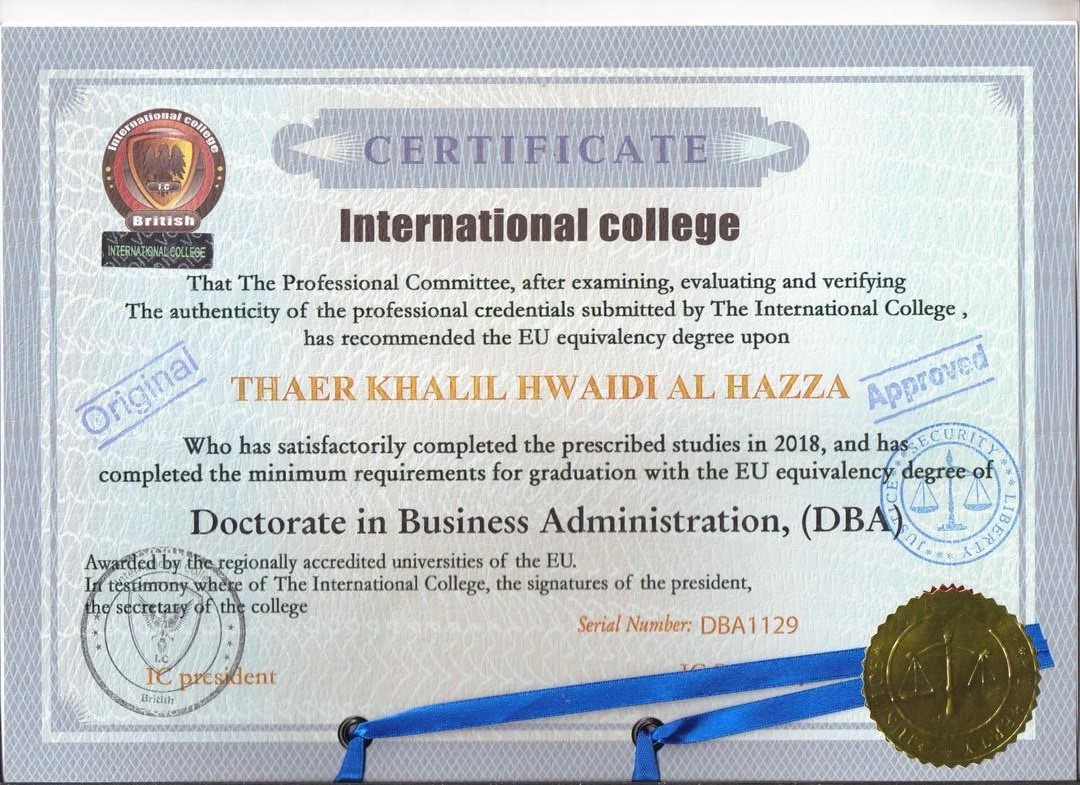 International college
I.C
British
INTERNATIONAL COLLEGE
CERTIFICATE
International college
That The Professional Committee, after examining, evaluating and verifying
The authenticity of the professional credentials submitted by The International College ,
has recommended the EU equivalency degree upon
Original
Approved
THAER KHALIL HWAIDI AL HAZZA
Who has satisfactorily completed the prescribed studies in 2018, and has
completed the minimum requirements for graduation with the EU equivalency degree of
JUSTICE SECURITY LIBERTY
Doctorate in Business Administration, (DBA)
Awarded by the regionally accredited universities of the EU.
In testimony where of The International College, the signatures of the president,
the secretary of the college
Serial Number: DBA1129
International College
I.C
British
IC president
IC